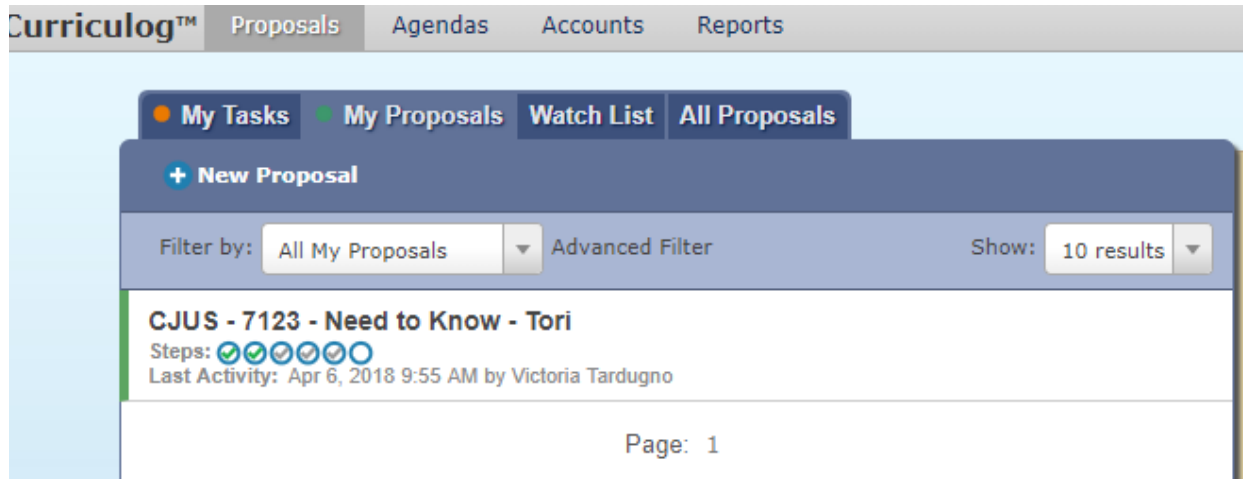 Curriculog™ Proposals Agendas Accounts Reports
My Tasks My Proposals Watch List All Proposals
New Proposal
Filter by: All My Proposals Advanced Filter Show: 10 results
CJUS - 7123 - Need to Know - Tori
Steps:
Last Activity: Apr 6, 2018 9:55 AM by Victoria Tardugno
Page: 1